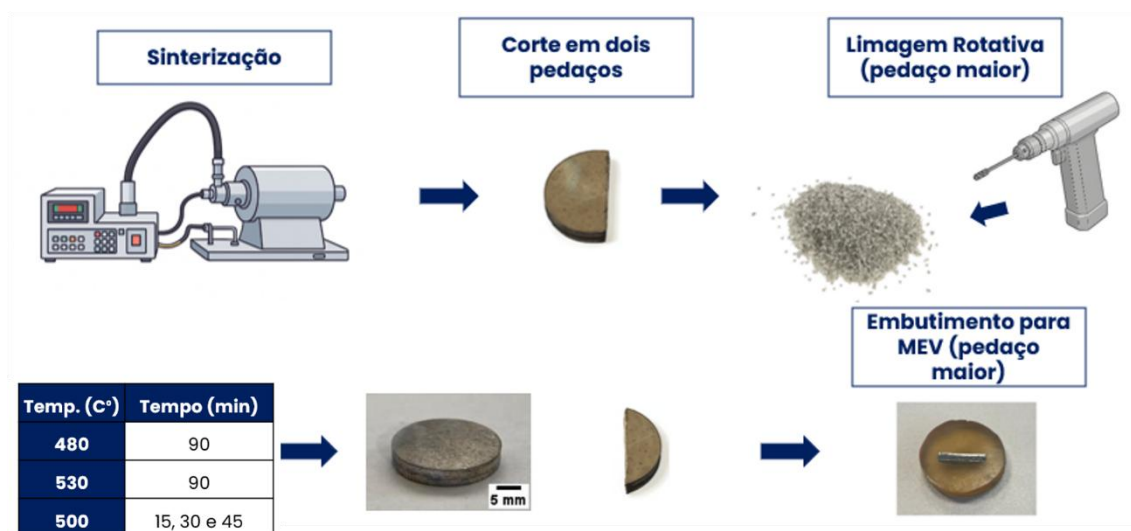 Sinterização
Corte em dois
pedaços
Limagem Rotativa
(pedaço maior)
Embutimento para
MEV (pedaço
maior)
Temp. (Cº) Tempo (min)
480 90
530 90
500 15, 30 e 45
5 mm